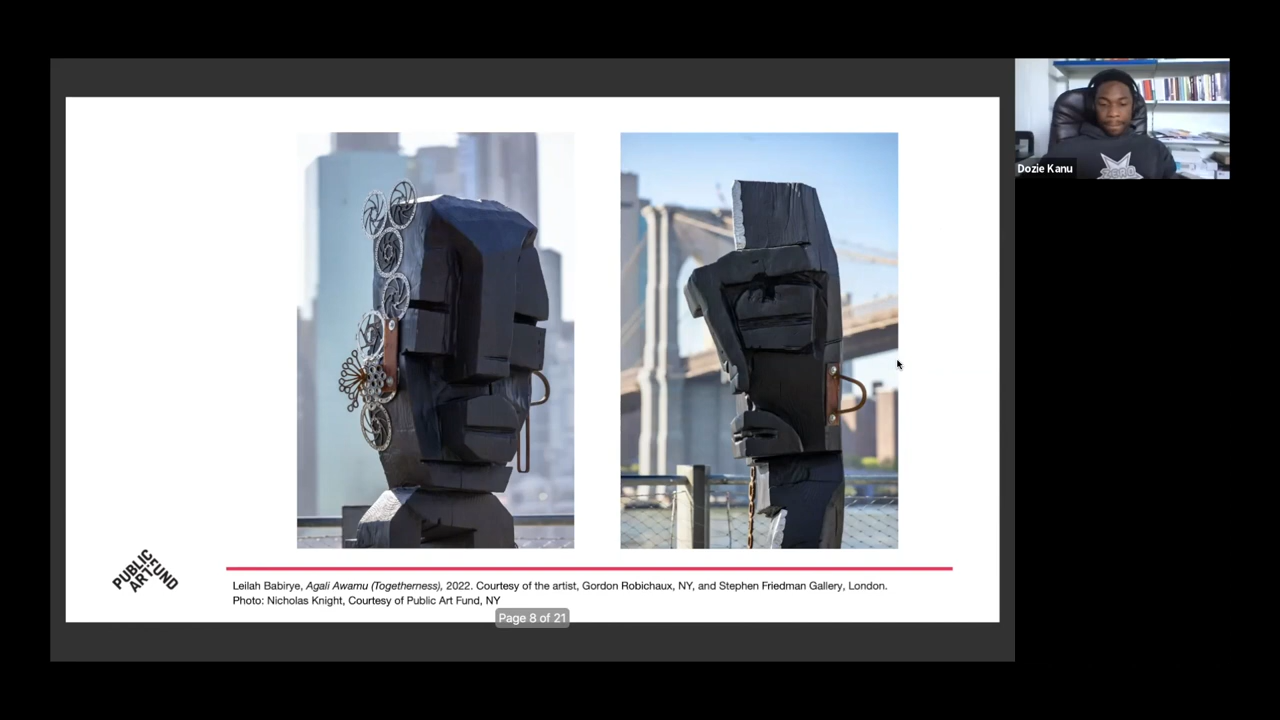 Dozie Kanu
PUBLIC
ART FUND
Leilah Babirye, Agali Awamu (Togetherness), 2022. Courtesy of the artist, Gordon Robichaux, NY, and Stephen Friedman Gallery, London.
Photo: Nicholas Knight, Courtesy of Public Art Fund, NY
Page 8 of 21